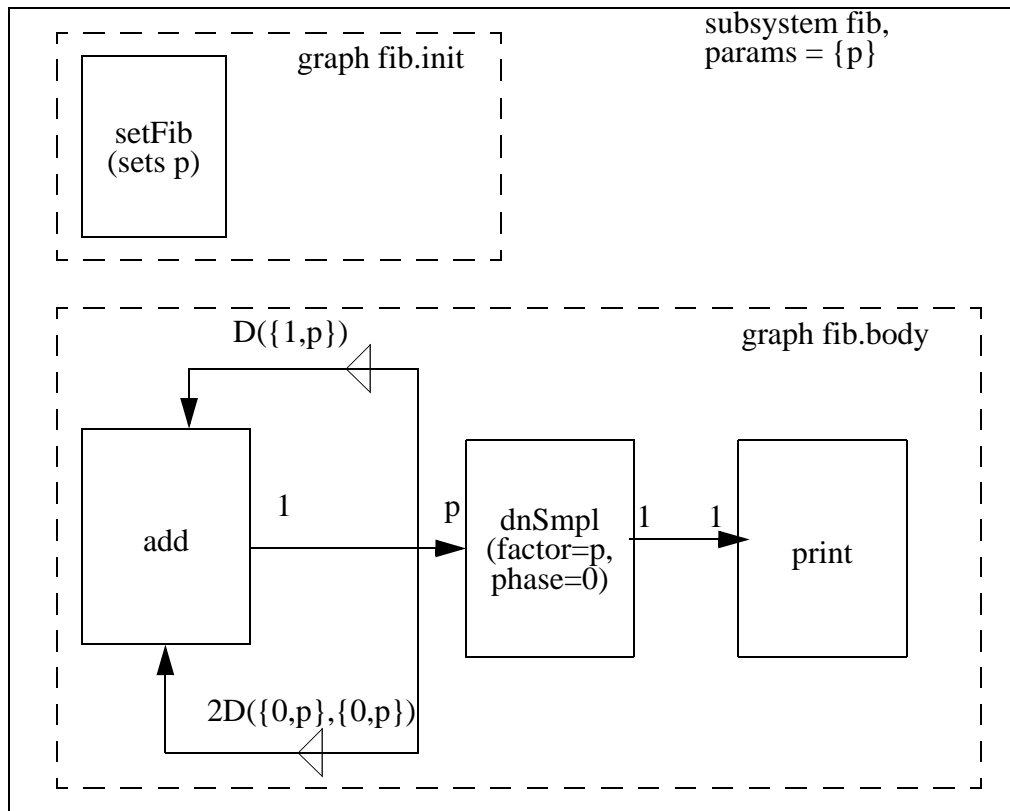 subsystem fib,
params = {p}
graph fib.init
setFib
(sets p)
D({1,p})
graph fib.body
add
1
p
dnSmpl
(factor=p,
phase=0)
1
1
print
2D({0,p},{0,p})